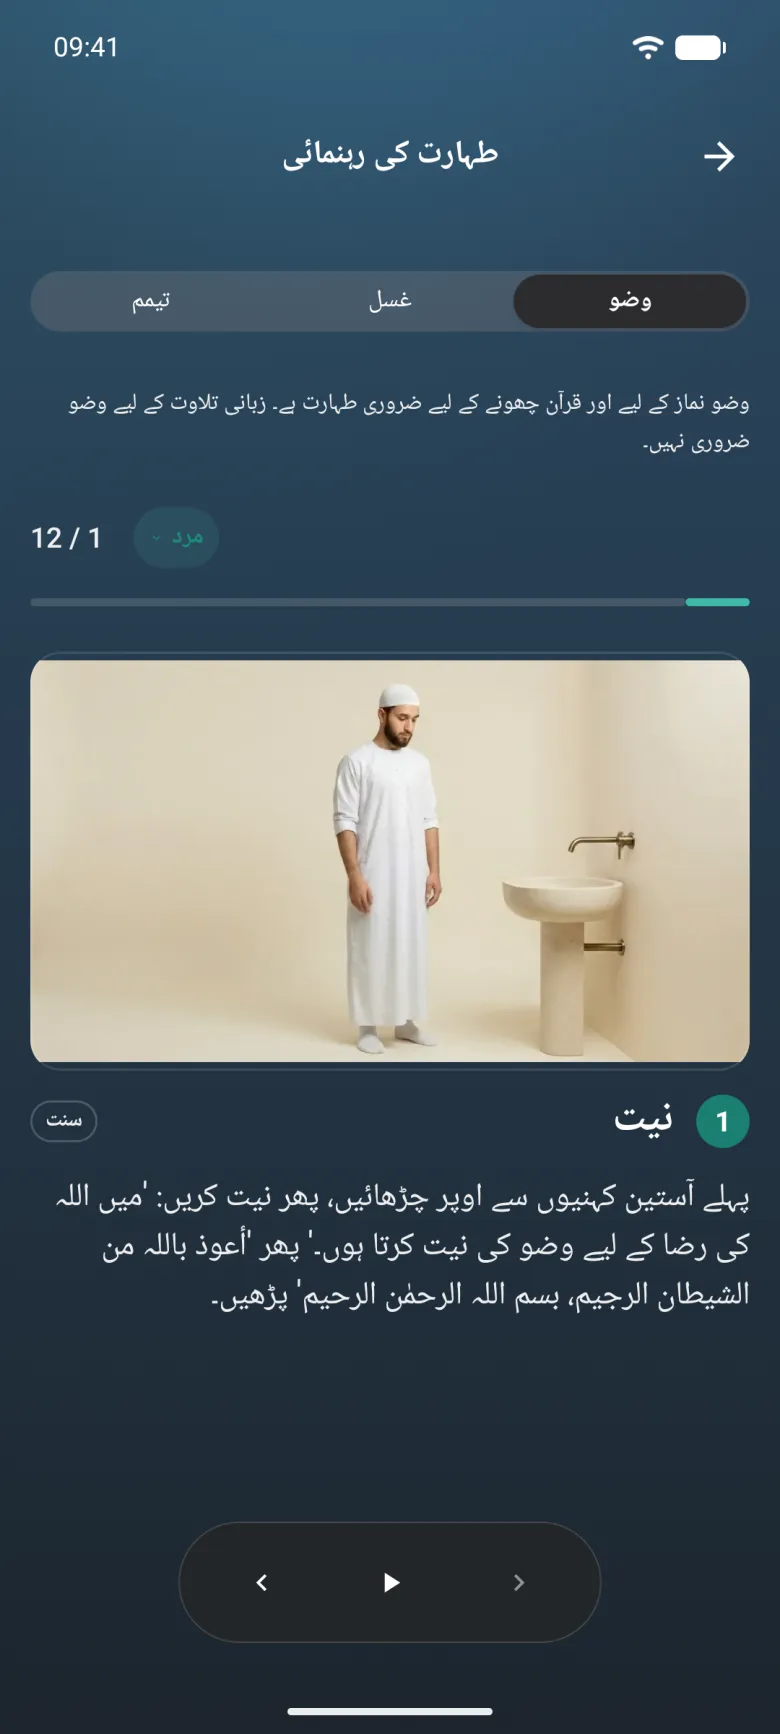 09:41
طہارت کی رہنمائی
وضو
غسل
تیمم
وضو نماز کے لیے اور قرآن چھونے کے لیے ضروری طہارت ہے۔ زبانی تلاوت کے لیے وضو
ضروری نہیں۔
مرد
12 / 1
1
نیت
سنت
پہلے آستین کہنیوں سے اوپر چڑھائیں، پھر نیت کریں: 'میں اللہ
کی رضا کے لیے وضو کی نیت کرتا ہوں۔' پھر 'أعوذ باللہ من
الشیطان الرجیم، بسم اللہ الرحمٰن الرحیم' پڑھیں۔